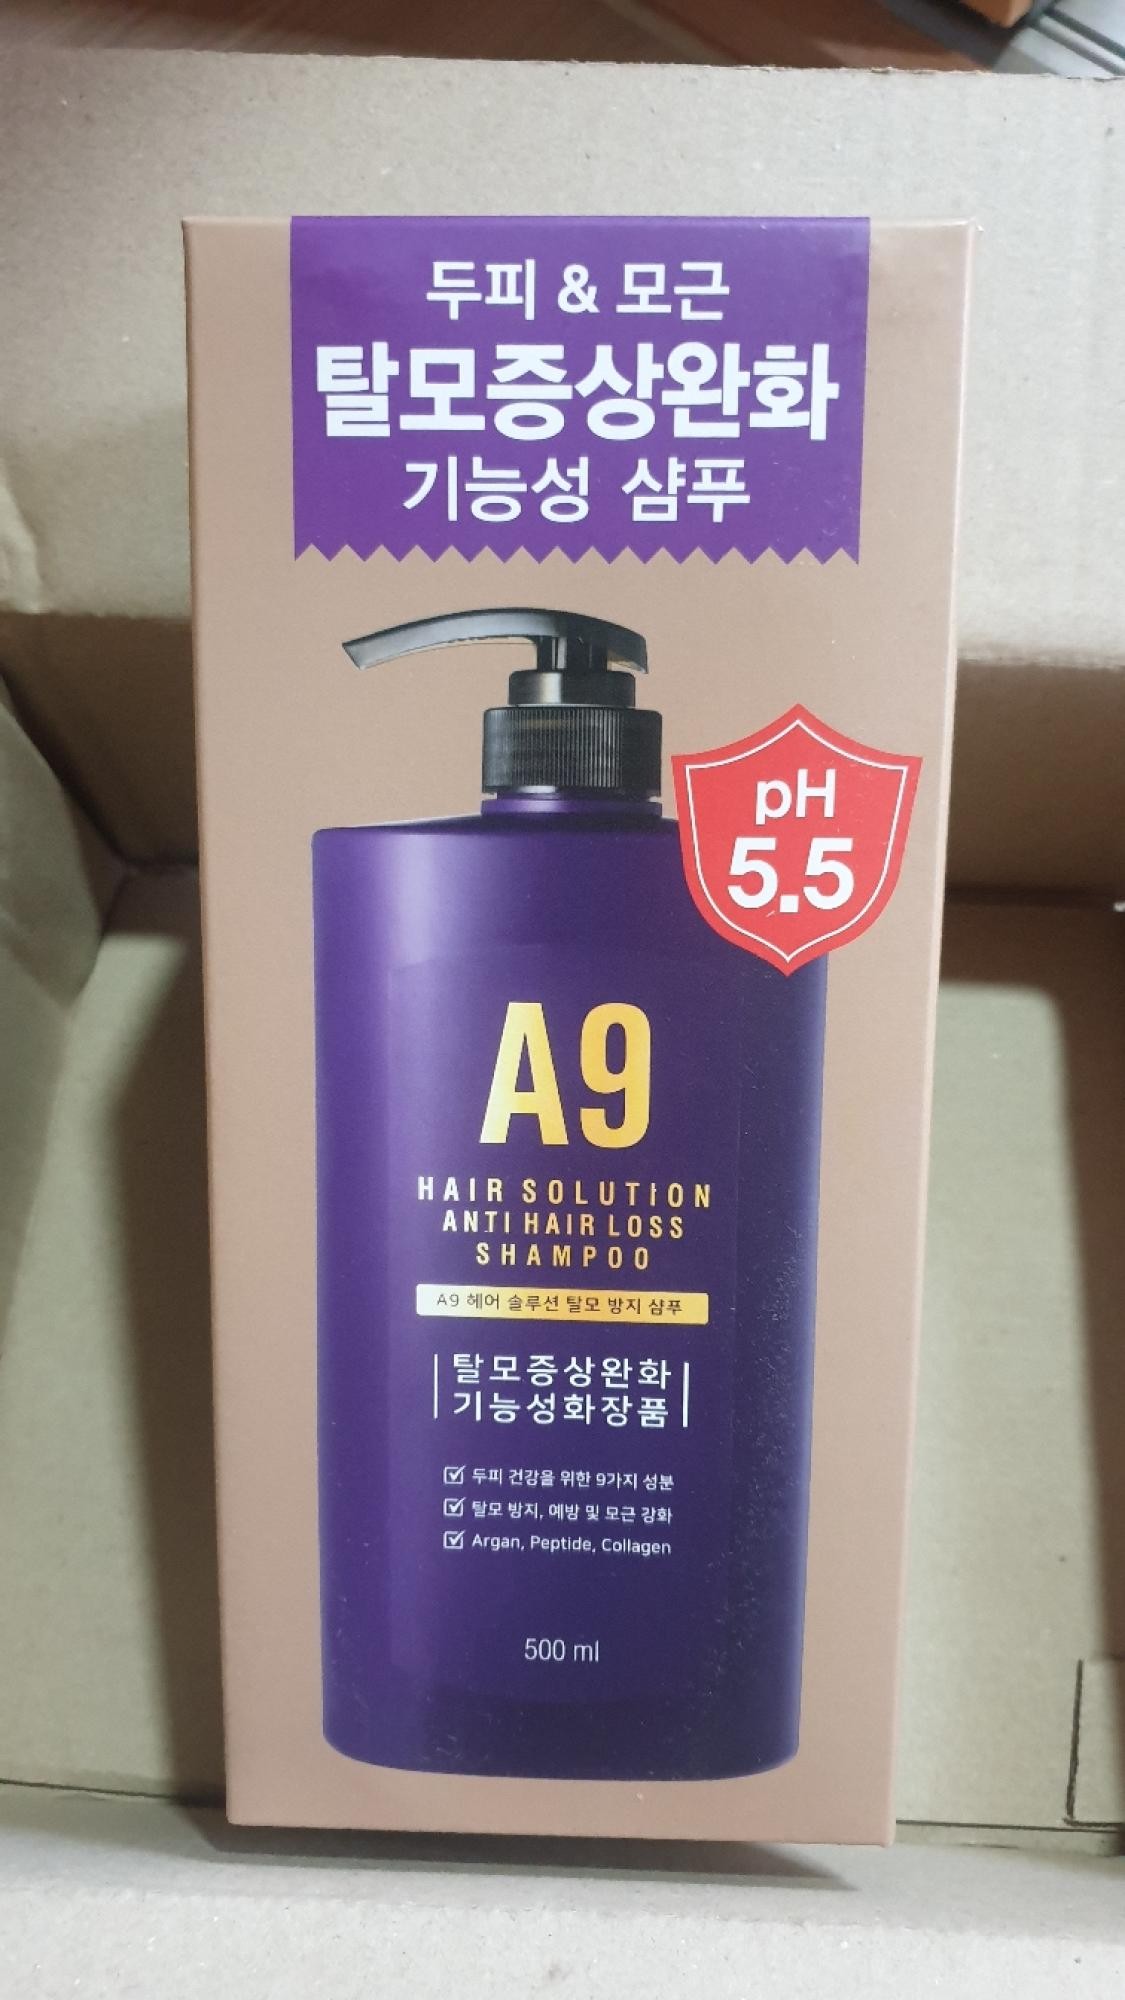 두피 & 모근
탈모증상완화
기능성 샴푸
pH
5.5
A9
HAIR SOLUTION
ANTI HAIR LOSS
SHAMPOO
A9 헤어 솔루션 탈모 방지 샴푸
탈모증상완화
기능성화장품
두피 건강을 위한 9가지 성분
탈모 방지, 예방 및 모근 강화
Argan, Peptide, Collagen
500 ml